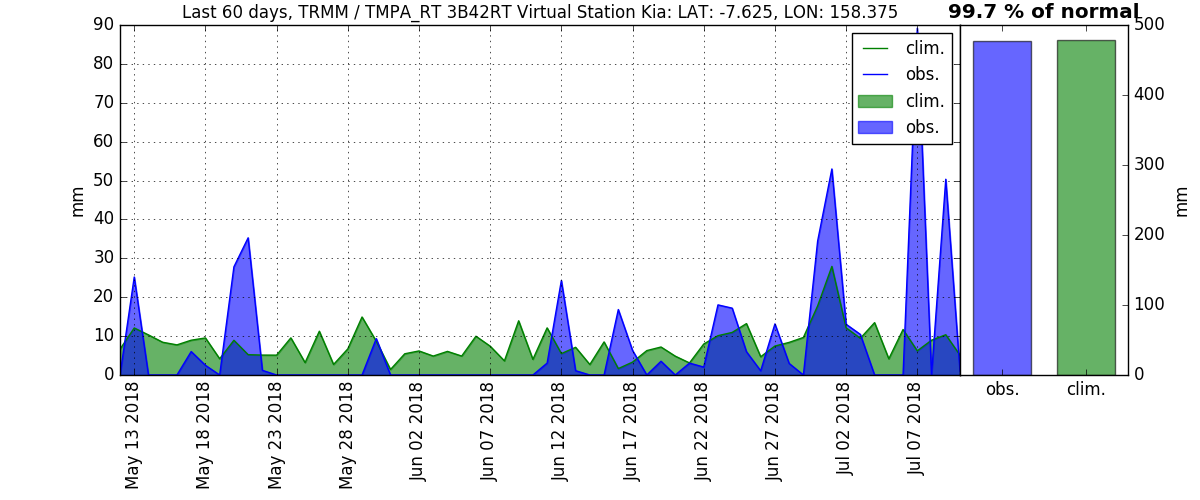 Last 60 days, TRMM / TMPA_RT 3B42RT Virtual Station Kia: LAT: -7.625, LON: 158.375
99.7 % of normal
90
80
70
60
50
40
30
20
10
0
mm
clim.
obs.
clim.
obs.
500
400
300
200
100
0
mm
May 13 2018
May 18 2018
May 23 2018
May 28 2018
Jun 02 2018
Jun 07 2018
Jun 12 2018
Jun 17 2018
Jun 22 2018
Jun 27 2018
Jul 02 2018
Jul 07 2018
obs.
clim.